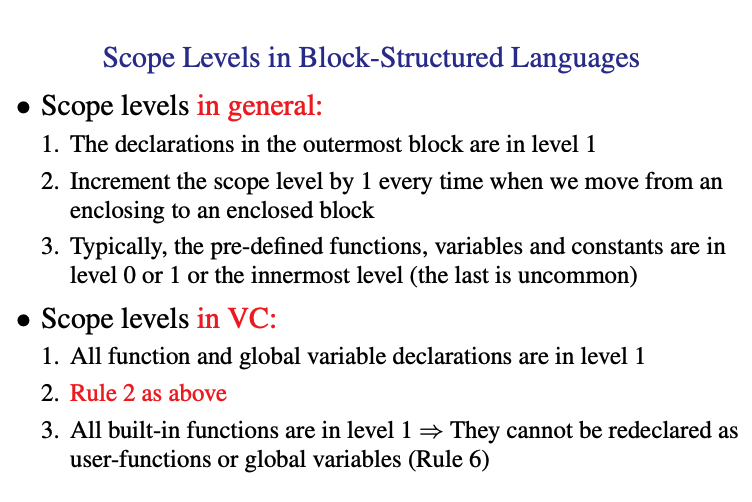 Scope Levels in Block-Structured Languages
• Scope levels in general:
1. The declarations in the outermost block are in level 1
2. Increment the scope level by 1 every time when we move from an
enclosing to an enclosed block
3. Typically, the pre-defined functions, variables and constants are in
level 0 or 1 or the innermost level (the last is uncommon)
• Scope levels in VC:
1. All function and global variable declarations are in level 1
2. Rule 2 as above
3. All built-in functions are in level 1 ⇒ They cannot be redeclared as
user-functions or global variables (Rule 6)